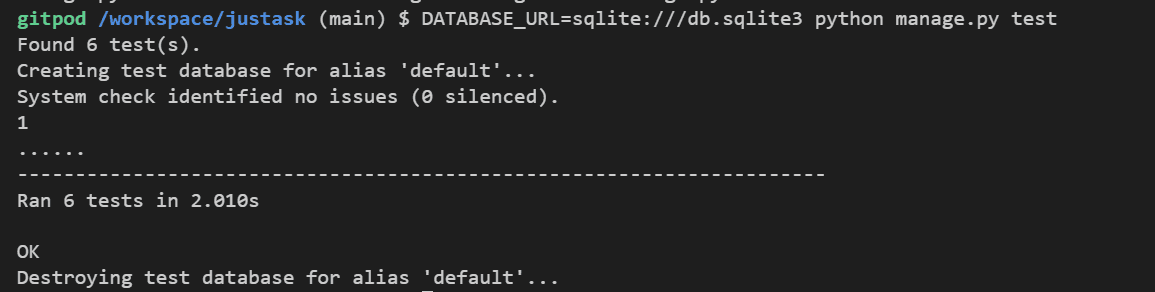 gitpod /workspace/justask (main) $ DATABASE_URL=sqlite:///db.sqlite3 python manage.py test
Found 6 test(s).
Creating test database for alias 'default'...
System check identified no issues (0 silenced).
1
......
----------------------------------------------------------------------
Ran 6 tests in 2.010s

OK
Destroying test database for alias 'default'...